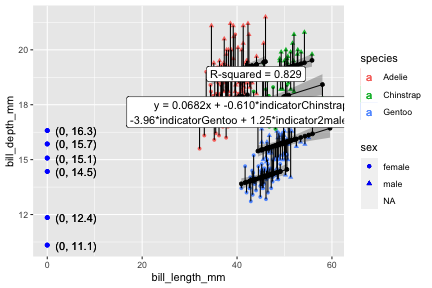 R-squared = 0.829
y = 0.0682x + -0.610*indicatorChinstrap
-3.96*indicatorGentoo + 1.25*indicator2male
(0, 16.3)
(0, 15.7)
(0, 15.1)
(0, 14.5)
(0, 12.4)
(0, 11.1)
20
18
15
12
bill_depth_mm
0
20
40
60
bill_length_mm
species
a Adelie
a Chinstrap
a Gentoo
sex
female
male
NA